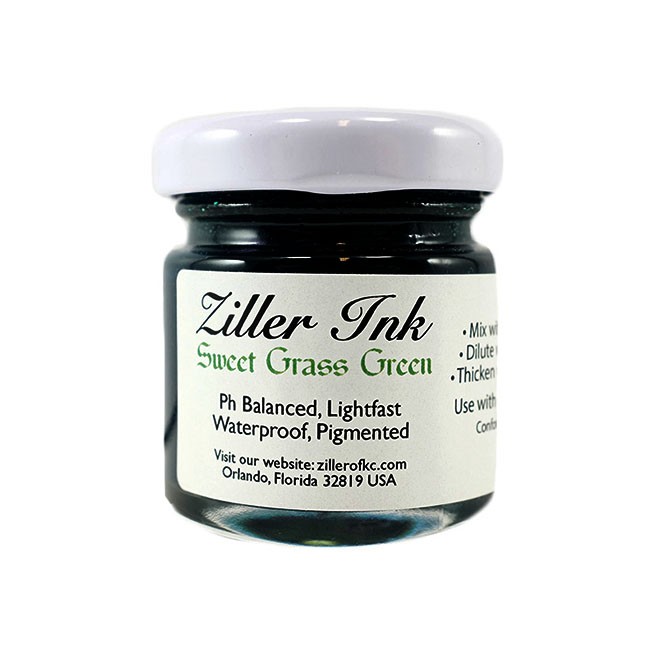 Ziller Ink
Sweet Grass Green
Ph Balanced, Lightfast
Waterproof, Pigmented
Visit our website: zillerofkc.com
Orlando, Florida 32819 USA
• Mix
• Dilute
• Thicken
Use with